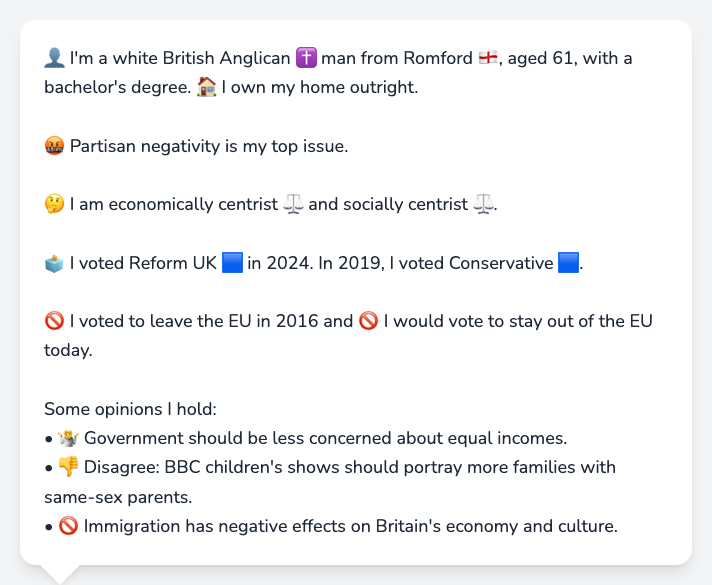 👤 I'm a white British Anglican ✝️ man from Romford 🏴󠁧󠁢󠁥󠁮󠁧󠁿, aged 61, with a
bachelor's degree. 🏠 I own my home outright.
🤬 Partisan negativity is my top issue.
🤔 I am economically centrist ⚖️ and socially centrist ⚖️.
🗳️ I voted Reform UK 🟦 in 2024. In 2019, I voted Conservative 🟦.
🚫 I voted to leave the EU in 2016 and 🚫 I would vote to stay out of the EU
today.
Some opinions I hold:
• 🤷 Government should be less concerned about equal incomes.
• 👎 Disagree: BBC children's shows should portray more families with
same-sex parents.
• 🚫 Immigration has negative effects on Britain's economy and culture.